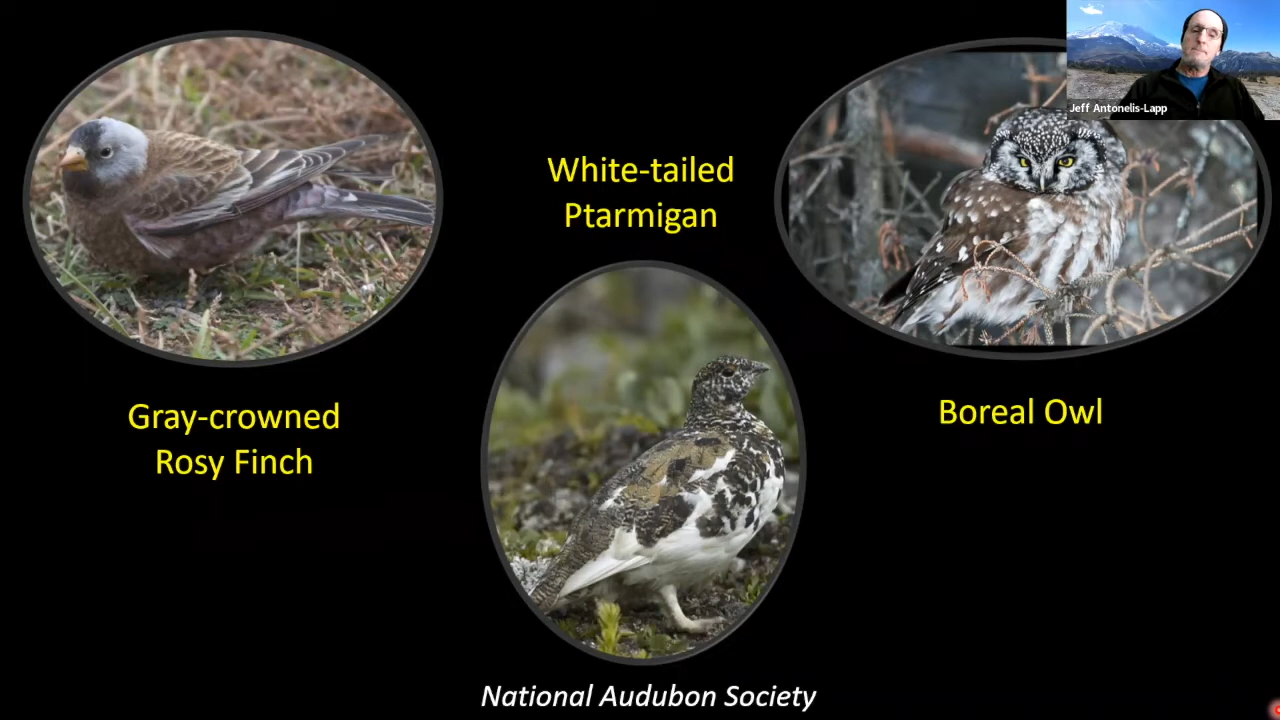 Jeff Antonelis-Lapp
White-tailed
Ptarmigan
Gray-crowned
Rosy Finch
Boreal Owl
National Audubon Society